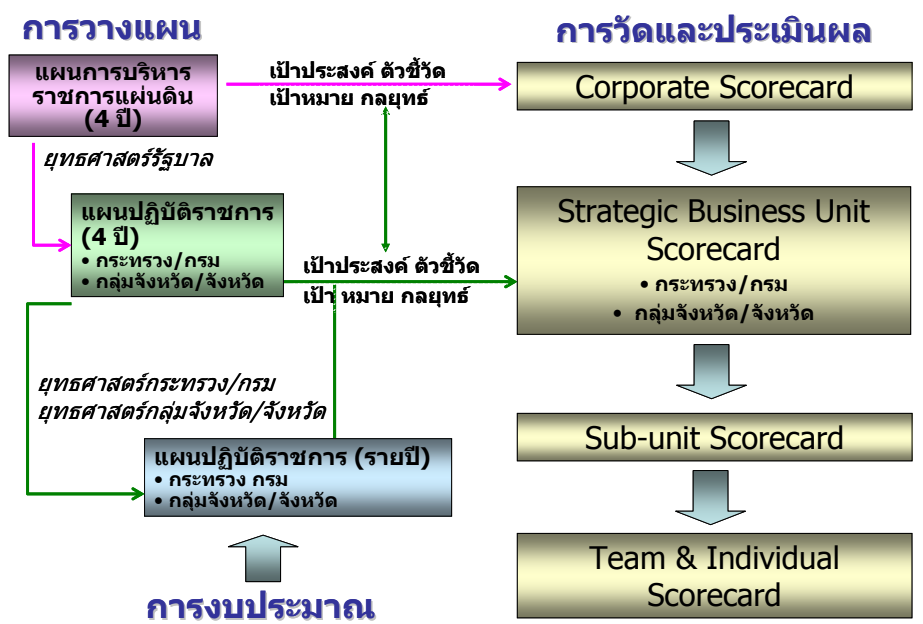 การวางแผน
แผนการบริหาร
ราชการแผ่นดิน
(4 ปี)
ยุทธศาสตร์รัฐบาล
แผนปฏิบัติราชการ
(4 ปี)
• กระทรวง/กรม
• กลุ่มจังหวัด/จังหวัด
ยุทธศาสตร์กระทรวง/กรม
ยุทธศาสตร์กลุ่มจังหวัด/จังหวัด
แผนปฏิบัติราชการ (รายปี)
• กระทรวง กรม
• กลุ่มจังหวัด/จังหวัด
การงบประมาณ
เป้าประสงค์ ตัวชี้วัด
เป้าหมาย กลยุทธ์
เป้าประสงค์ ตัวชี้วัด
เป้า หมาย กลยุทธ์
การวัดและประเมินผล
Corporate Scorecard
Strategic Business Unit
Scorecard
• กระทรวง/กรม
• กลุ่มจังหวัด/จังหวัด
Sub-unit Scorecard
Team & Individual
Scorecard